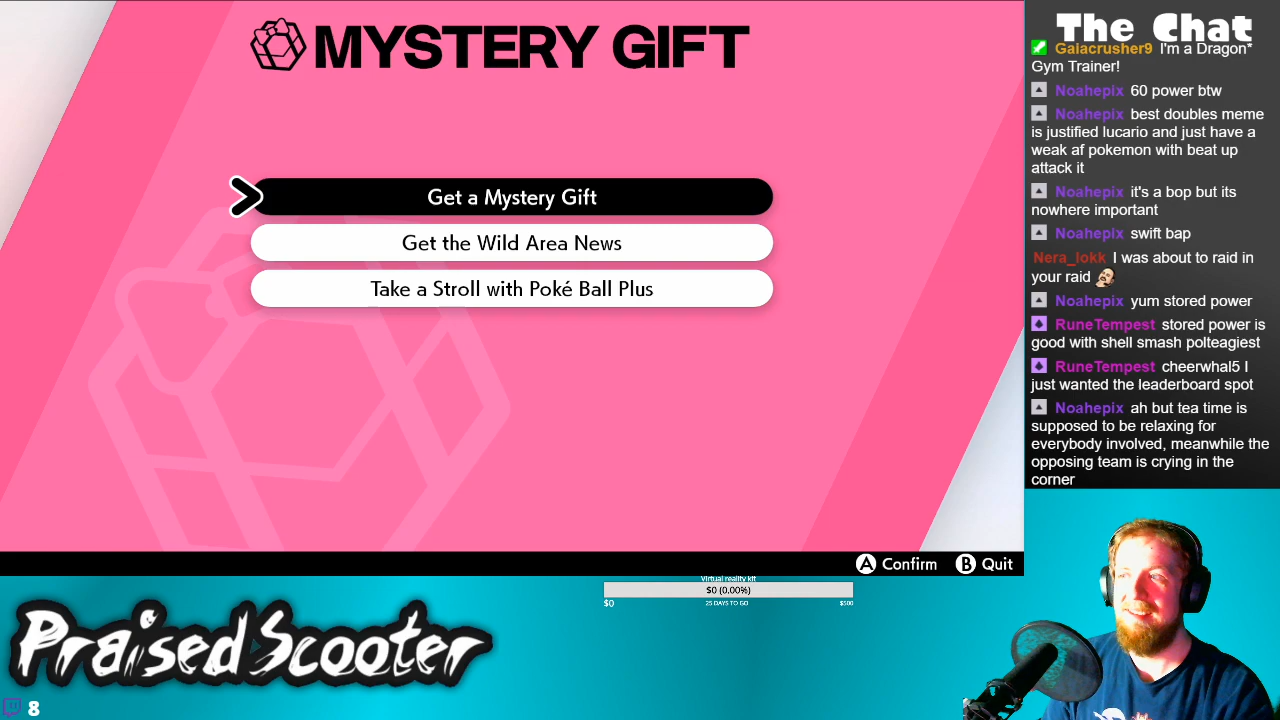 MYSTERY GIFT
Get a Mystery Gift
Get the Wild Area News
Take a Stroll with Poké Ball Plus
A Confirm B Quit
The Chat
Galacrusher9 I'm a Dragon*
Gym Trainer!
Noahepix 60 power btw
Noahepix best doubles meme
is justified lucario and just have a
weak af pokemon with beat up
attack it
Noahepix it's a bop but its
nowhere important
Noahepix swift bap
Nera_lokk I was about to raid in
your raid
Noahepix yum stored power
RuneTempest stored power is
good with shell smash polteagiest
RuneTempest cheerwhal5 I
just wanted the leaderboard spot
Noahepix ah but tea time is
supposed to be relaxing for
everybody involved, meanwhile the
opposing team is crying in the
corner
Virtual reality kit
$0 (0.00%)
$0 25 DAYS TO GO $500
Praised Scooter
8